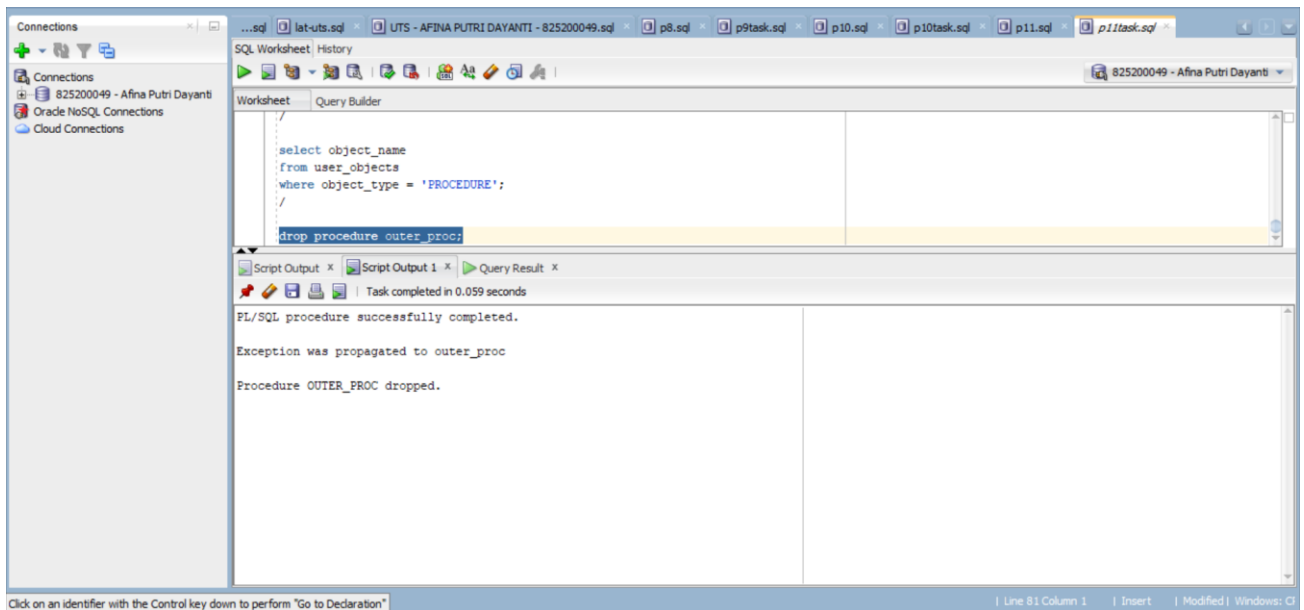 Connections
...sql lat-uts.sql UTS - AFINA PUTRI DAYANTI - 825200049.sql p8.sql p9task.sql p10.sql p10task.sql p11.sql p11task.sql
SQL Worksheet History
825200049 - Afina Putri Dayanti
Connections
825200049 - Afina Putri Dayanti
Oracle NoSQL Connections
Cloud Connections
Worksheet Query Builder
/
select object_name
from user_objects
where object_type = 'PROCEDURE';
/
drop procedure outer_proc;
Script Output x Script Output 1 x Query Result x
Task completed in 0.059 seconds
PL/SQL procedure successfully completed.
Exception was propagated to outer_proc
Procedure OUTER_PROC dropped.
Click on an identifier with the Control key down to perform "Go to Declaration"
| Line 81 Column 1 | Insert | Modified | Windows: Cl